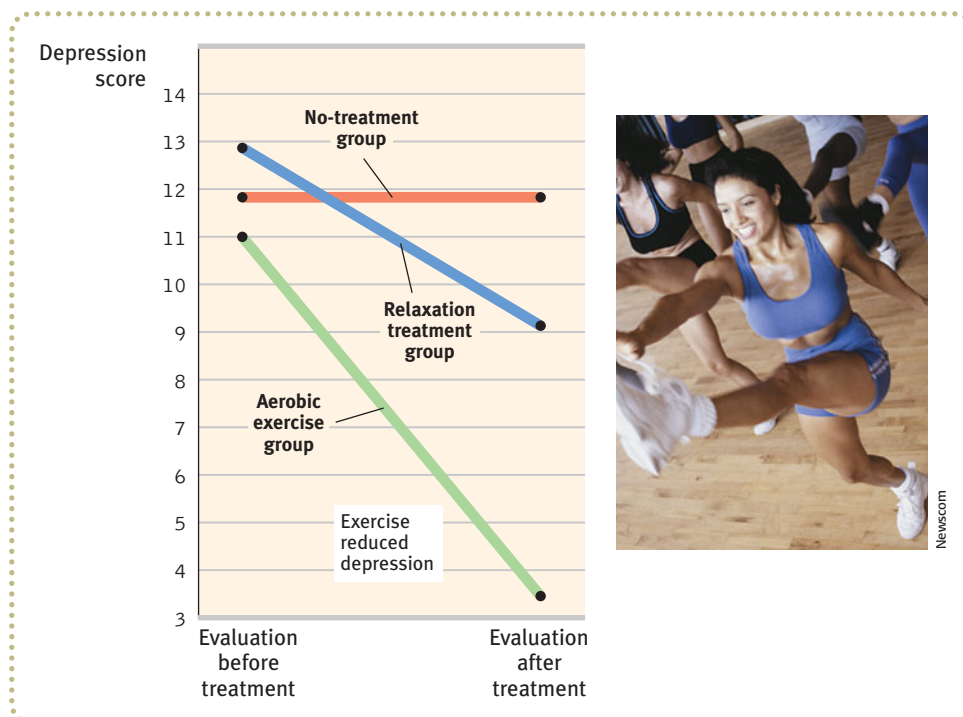 Depression
score
14
13
12
11
10
9
8
7
6
5
4
3
No-treatment
group
Relaxation
treatment
group
Aerobic
exercise
group
Exercise
reduced
depression
Evaluation
before
treatment
Evaluation
after
treatment
Newscom